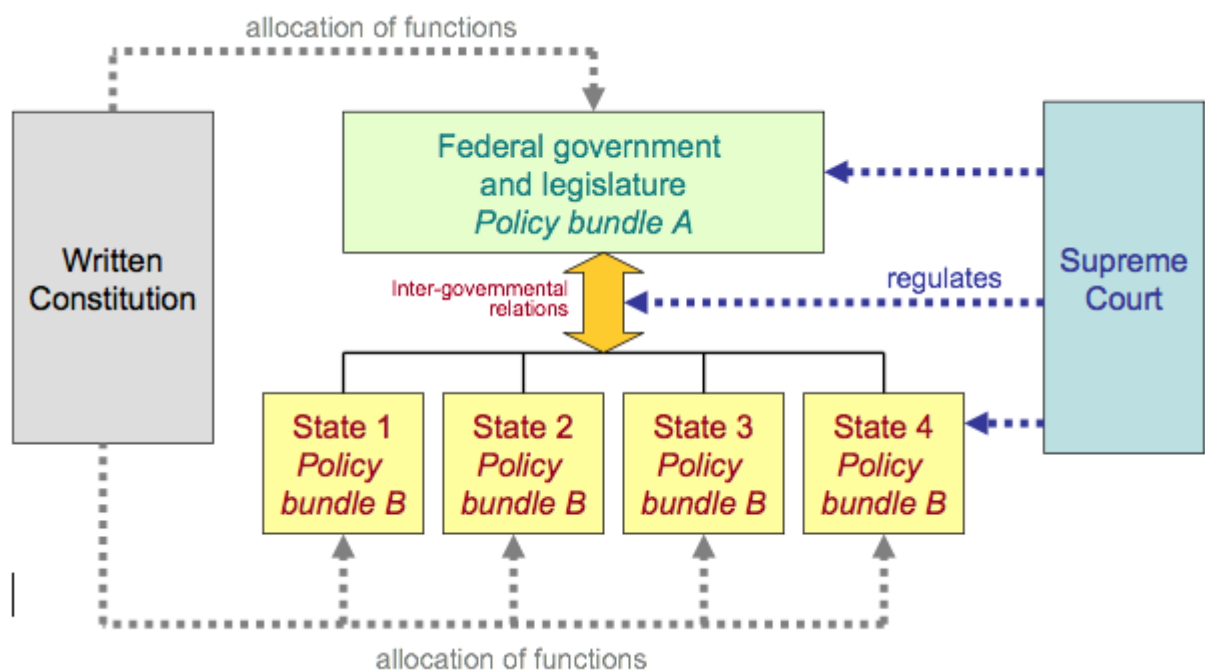 allocation of functions
Written
Constitution
Federal government
and legislature
Policy bundle A
Supreme
Court
Inter-governmental
relations
regulates
State 1
Policy
bundle B
State 2
Policy
bundle B
State 3
Policy
bundle B
State 4
Policy
bundle B
allocation of functions